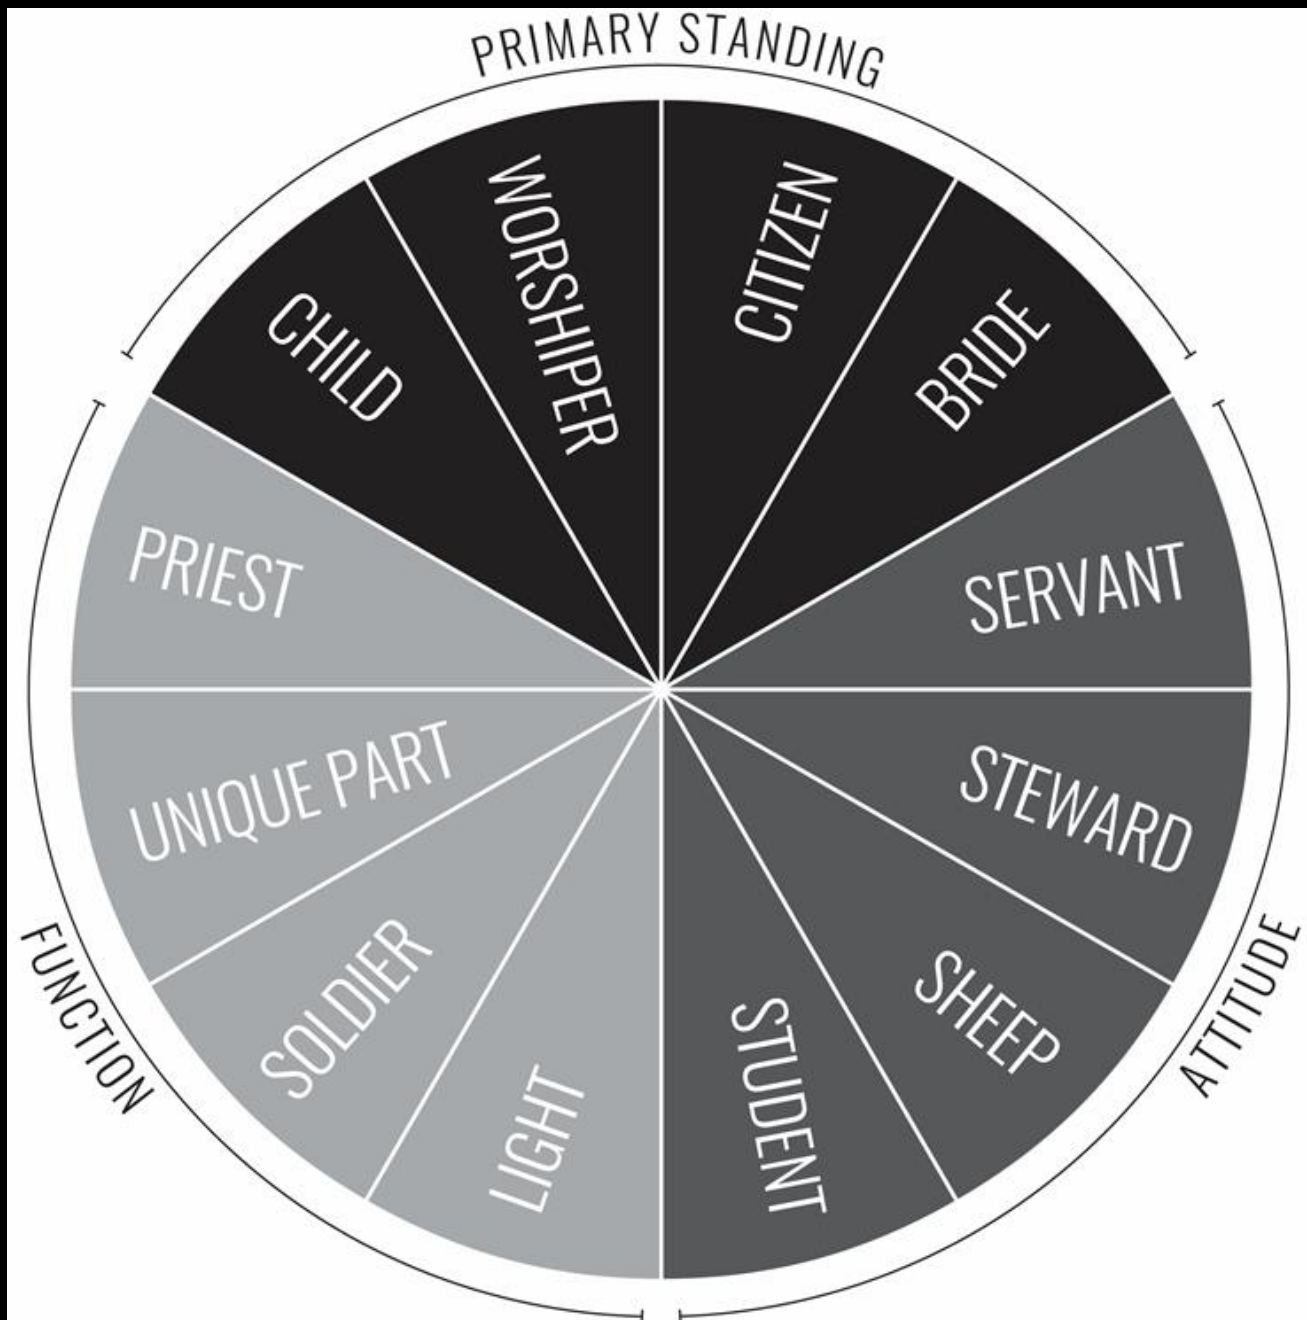 PRIMARY STANDING
CHILD
WORSHIPER
CITIZEN
BRIDE
SERVANT
STEWARD
SHEEP
STUDENT
LIGHT
SOLDIER
UNIQUE PART
PRIEST
ATTITUDE
FUNCTION